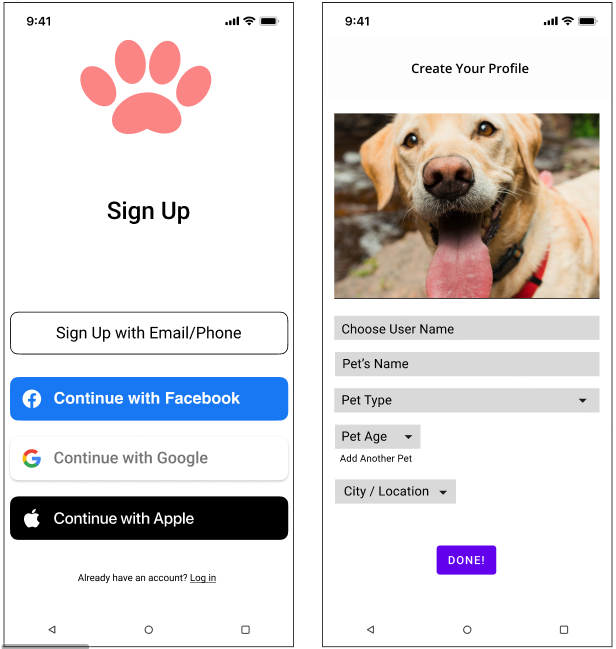 9:41
Sign Up
Sign Up with Email/Phone
Continue with Facebook
Continue with Google
Continue with Apple
Already have an account? Log in
9:41
Create Your Profile
Choose User Name
Pet's Name
Pet Type
Pet Age
Add Another Pet
City / Location
DONE!